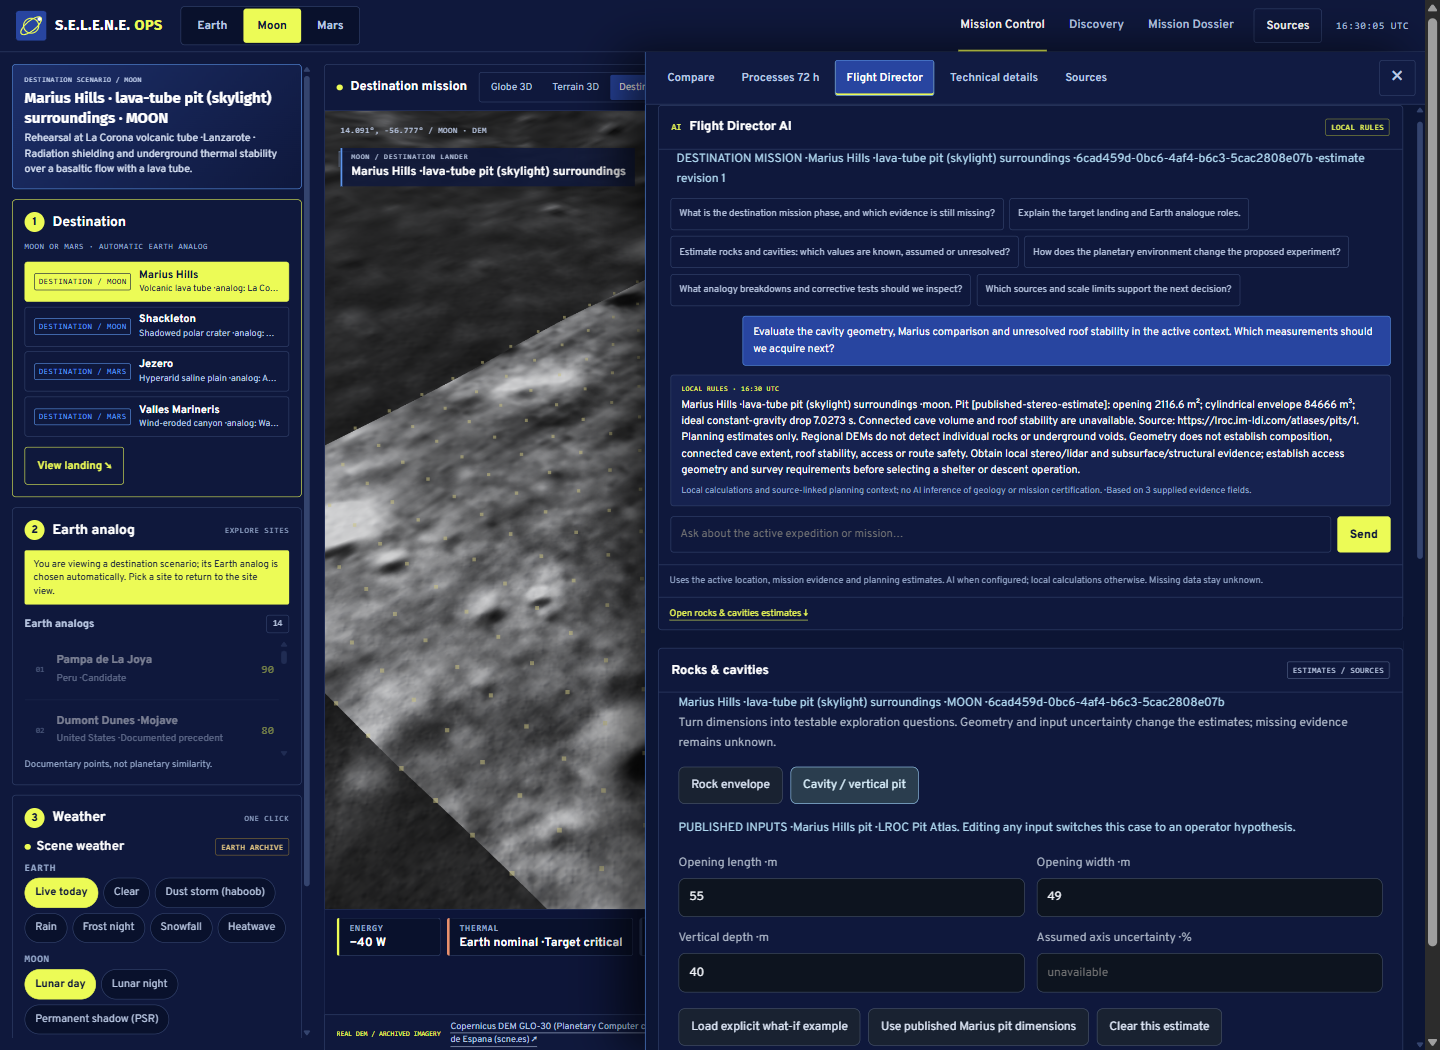 S.E.L.E.N.E. OPS
Earth
Moon
Mars
Mission Control
Discovery
Mission Dossier
Sources
16:30:05 UTC
DESTINATION SCENARIO / MOON
Marius Hills · lava-tube pit (skylight)
surroundings · MOON
Rehearsal at La Corona volcanic tube ·Lanzarote ·
Radiation shielding and underground thermal stability
over a basaltic flow with a lava tube.
1 Destination
MOON OR MARS · AUTOMATIC EARTH ANALOG
DESTINATION / MOON
Marius Hills
Volcanic lava tube ·analog: La Co...
DESTINATION / MOON
Shackleton
Shadowed polar crater ·analog: ...
DESTINATION / MARS
Jezero
Hyperarid saline plain ·analog: A...
DESTINATION / MARS
Valles Marineris
Wind-eroded canyon ·analog: Wa...
View landing ↘
2 Earth analog
EXPLORE SITES
You are viewing a destination scenario; its Earth analog is
chosen automatically. Pick a site to return to the site
view.
Earth analogs
14
01
Pampa de La Joya
Peru ·Candidate
90
02
Dumont Dunes ·Mojave
United States ·Documented precedent
80
Documentary points, not planetary similarity.
3 Weather
ONE CLICK
Scene weather
EARTH ARCHIVE
EARTH
Live today
Clear
Dust storm (haboob)
Rain
Frost night
Snowfall
Heatwave
MOON
Lunar day
Lunar night
Permanent shadow (PSR)
Destination mission
Globe 3D
Terrain 3D
14.091°, -56.777° / MOON · DEM
MOON / DESTINATION LANDER
Marius Hills ·lava-tube pit (skylight) surroundings
ENERGY
−40 W
THERMAL
Earth nominal ·Target critical
REAL DEM / ARCHIVED IMAGERY
Copernicus DEM GLO-30 (Planetary Computer
de Espana (scne.es) ↗
Compare
Processes 72 h
Flight Director
Technical details
Sources
✕
AI Flight Director AI
LOCAL RULES
DESTINATION MISSION ·Marius Hills ·lava-tube pit (skylight) surroundings ·6cad459d-0bc6-4af4-b6c3-5cac2808e07b ·estimate
revision 1
What is the destination mission phase, and which evidence is still missing?
Explain the target landing and Earth analogue roles.
Estimate rocks and cavities: which values are known, assumed or unresolved?
How does the planetary environment change the proposed experiment?
What analogy breakdowns and corrective tests should we inspect?
Which sources and scale limits support the next decision?
Evaluate the cavity geometry, Marius comparison and unresolved roof stability in the active context. Which measurements should
we acquire next?
LOCAL RULES · 16:30 UTC
Marius Hills ·lava-tube pit (skylight) surroundings ·moon. Pit [published-stereo-estimate]: opening 2116.6 m²; cylindrical envelope 84666 m³;
ideal constant-gravity drop 7.0273 s. Connected cave volume and roof stability are unavailable. Source: https://lroc.im-ldi.com/atlases/pits/1.
Planning estimates only. Regional DEMs do not detect individual rocks or underground voids. Geometry does not establish composition,
connected cave extent, roof stability, access or route safety. Obtain local stereo/lidar and subsurface/structural evidence; establish access
geometry and survey requirements before selecting a shelter or descent operation.
Local calculations and source-linked planning context; no AI inference of geology or mission certification. ·Based on 3 supplied evidence fields.
Ask about the active expedition or mission...
Send
Uses the active location, mission evidence and planning estimates. AI when configured; local calculations otherwise. Missing data stay unknown.
Open rocks & cavities estimates ↓
Rocks & cavities
ESTIMATES / SOURCES
Marius Hills ·lava-tube pit (skylight) surroundings ·MOON ·6cad459d-0bc6-4af4-b6c3-5cac2808e07b
Turn dimensions into testable exploration questions. Geometry and input uncertainty change the estimates; missing evidence
remains unknown.
Rock envelope
Cavity / vertical pit
PUBLISHED INPUTS ·Marius Hills pit ·LROC Pit Atlas. Editing any input switches this case to an operator hypothesis.
Opening length ·m
Opening width ·m
55
49
Vertical depth ·m
Assumed axis uncertainty ·%
40
unavailable
Load explicit what-if example
Use published Marius pit dimensions
Clear this estimate